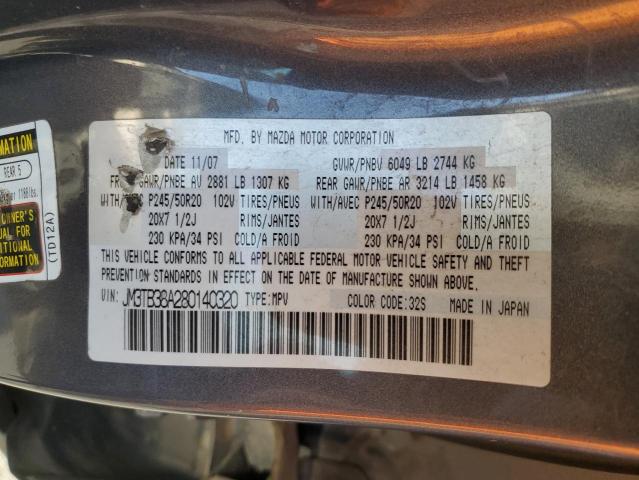 MFD. BY MAZDA MOTOR CORPORATION
DATE 11/07 GVWR/PNBV 6049 LB 2744 KG
GAWR/PNBE AV 2881 LB 1307 KG REAR GAWR/PNBE AR 3214 LB 1458 KG
P245/50R20 102V TIRES/PNEUS WITH/AVEC P245/50R20 102V TIRES/PNEUS
20X7 1/2J RIMS/JANTES 20X7 1/2J RIMS/JANTES
230 KPA/34 PSI COLD/A FROID 230 KPA/34 PSI COLD/A FROID
THIS VEHICLE CONFORMS TO ALL APPLICABLE FEDERAL MOTOR VEHICLE SAFETY AND THEFT
PREVENTION STANDARDS IN EFFECT ON THE DATE OF MANUFACTURE SHOWN ABOVE.
VIN: JM3TB38A280140320 TYPE:MPV COLOR CODE:32S MADE IN JAPAN
REAR 5
(TD12A)